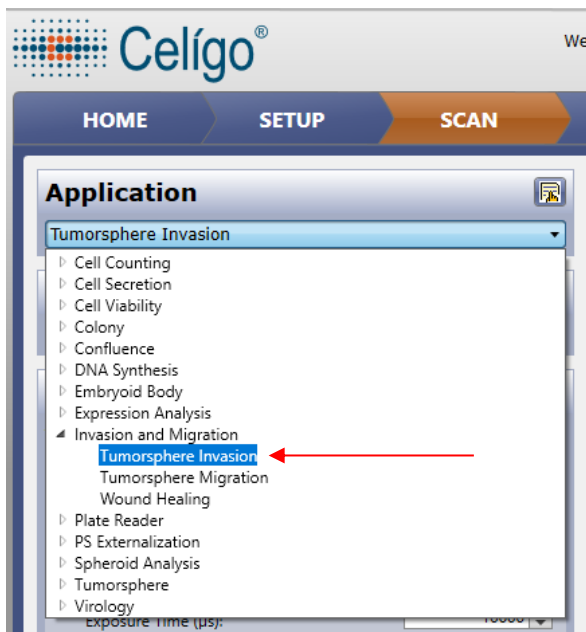 Celígo®
We
HOME SETUP SCAN
Application
Tumorsphere Invasion
Cell Counting
Cell Secretion
Cell Viability
Colony
Confluence
DNA Synthesis
Embryoid Body
Expression Analysis
Invasion and Migration
Tumorsphere Invasion
Tumorsphere Migration
Wound Healing
Plate Reader
PS Externalization
Spheroid Analysis
Tumorsphere
Virology
Exposure Time (µs): 10000